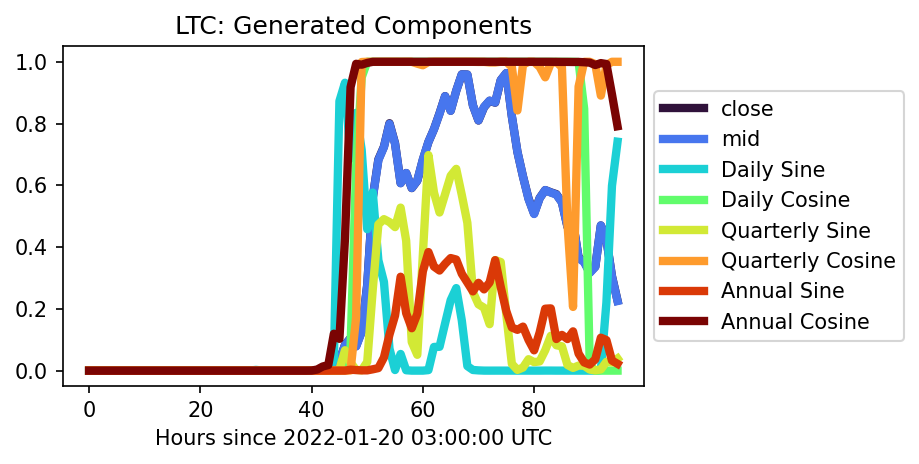 LTC: Generated Components
1.0
0.8
0.6
0.4
0.2
0.0
0 20 40 60 80
Hours since 2022-01-20 03:00:00 UTC
close
mid
Daily Sine
Daily Cosine
Quarterly Sine
Quarterly Cosine
Annual Sine
Annual Cosine